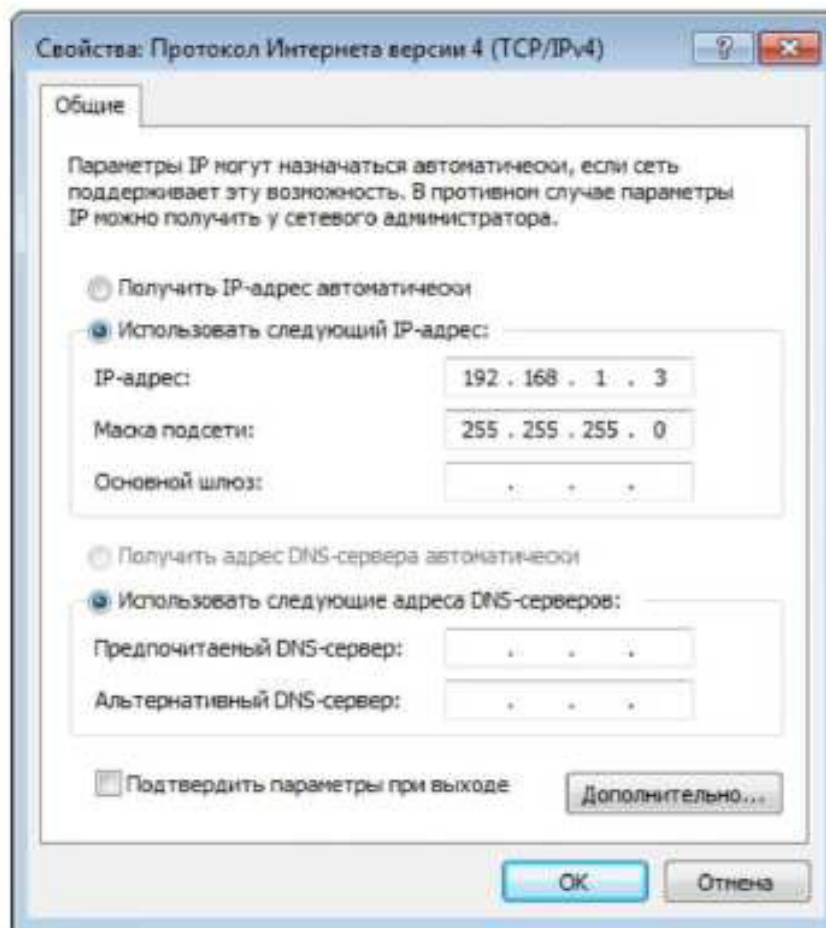 Свойства: Протокол Интернета версии 4 (TCP/IPv4)
Общие
Параметры IP могут назначаться автоматически, если сеть
поддерживает эту возможность. В противном случае параметры
IP можно получить у сетевого администратора.
Получить IP-адрес автоматически
Использовать следующий IP-адрес:
IP-адрес: 192 . 168 . 1 . 3
Маска подсети: 255 . 255 . 255 . 0
Основной шлюз: . . .
Получить адрес DNS-сервера автоматически
Использовать следующие адреса DNS-серверов:
Предпочитаемый DNS-сервер: . . .
Альтернативный DNS-сервер: . . .
Подтвердить параметры при выходе
Дополнительно...
ОК Отмена